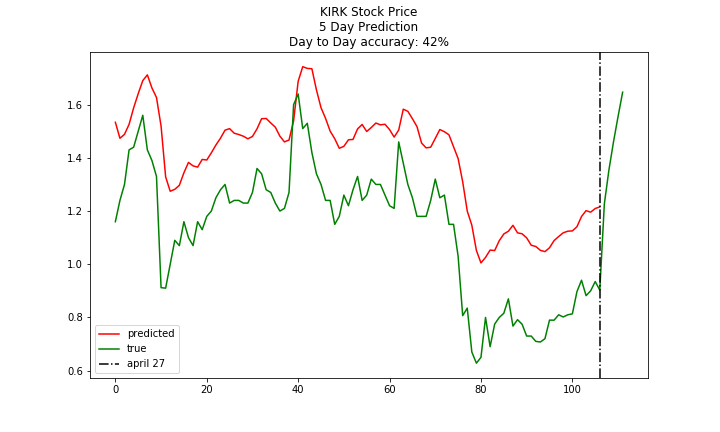 KIRK Stock Price
5 Day Prediction
Day to Day accuracy: 42%
1.6
1.4
1.2
1.0
0.8
0.6
predicted
true
april 27
0 20 40 60 80 100